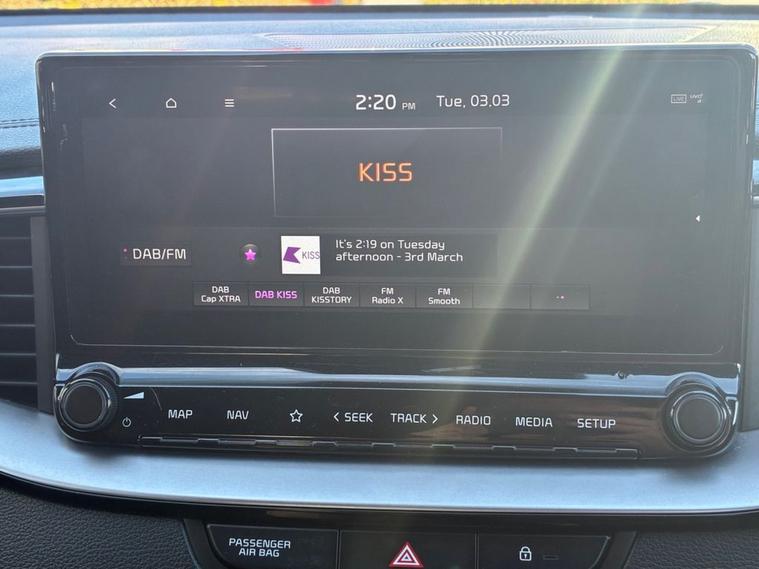 2:20 PM Tue, 03,03
LIVE UVO
KISS
DAB/FM
KISS
It's 2:19 on Tuesday
afternoon - 3rd March
DAB
Cap XTRA
DAB KISS
DAB
KISSTORY
FM
Radio X
FM
Smooth
MAP
NAV
< SEEK
TRACK >
RADIO
MEDIA
SETUP
PASSENGER
AIR BAG